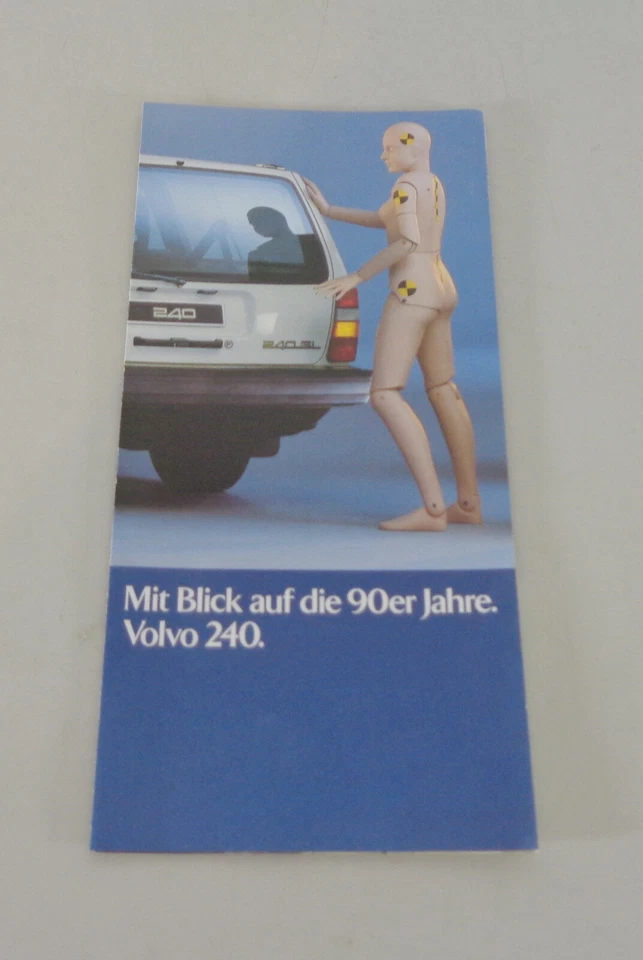 240
240 GL
Mit Blick auf die 90er Jahre.
Volvo 240.